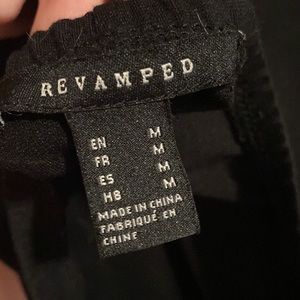 REVAMPED
EN M
FR M
ES M
HB M
MADE IN CHINA
FABRIQUÉ EN
CHINE